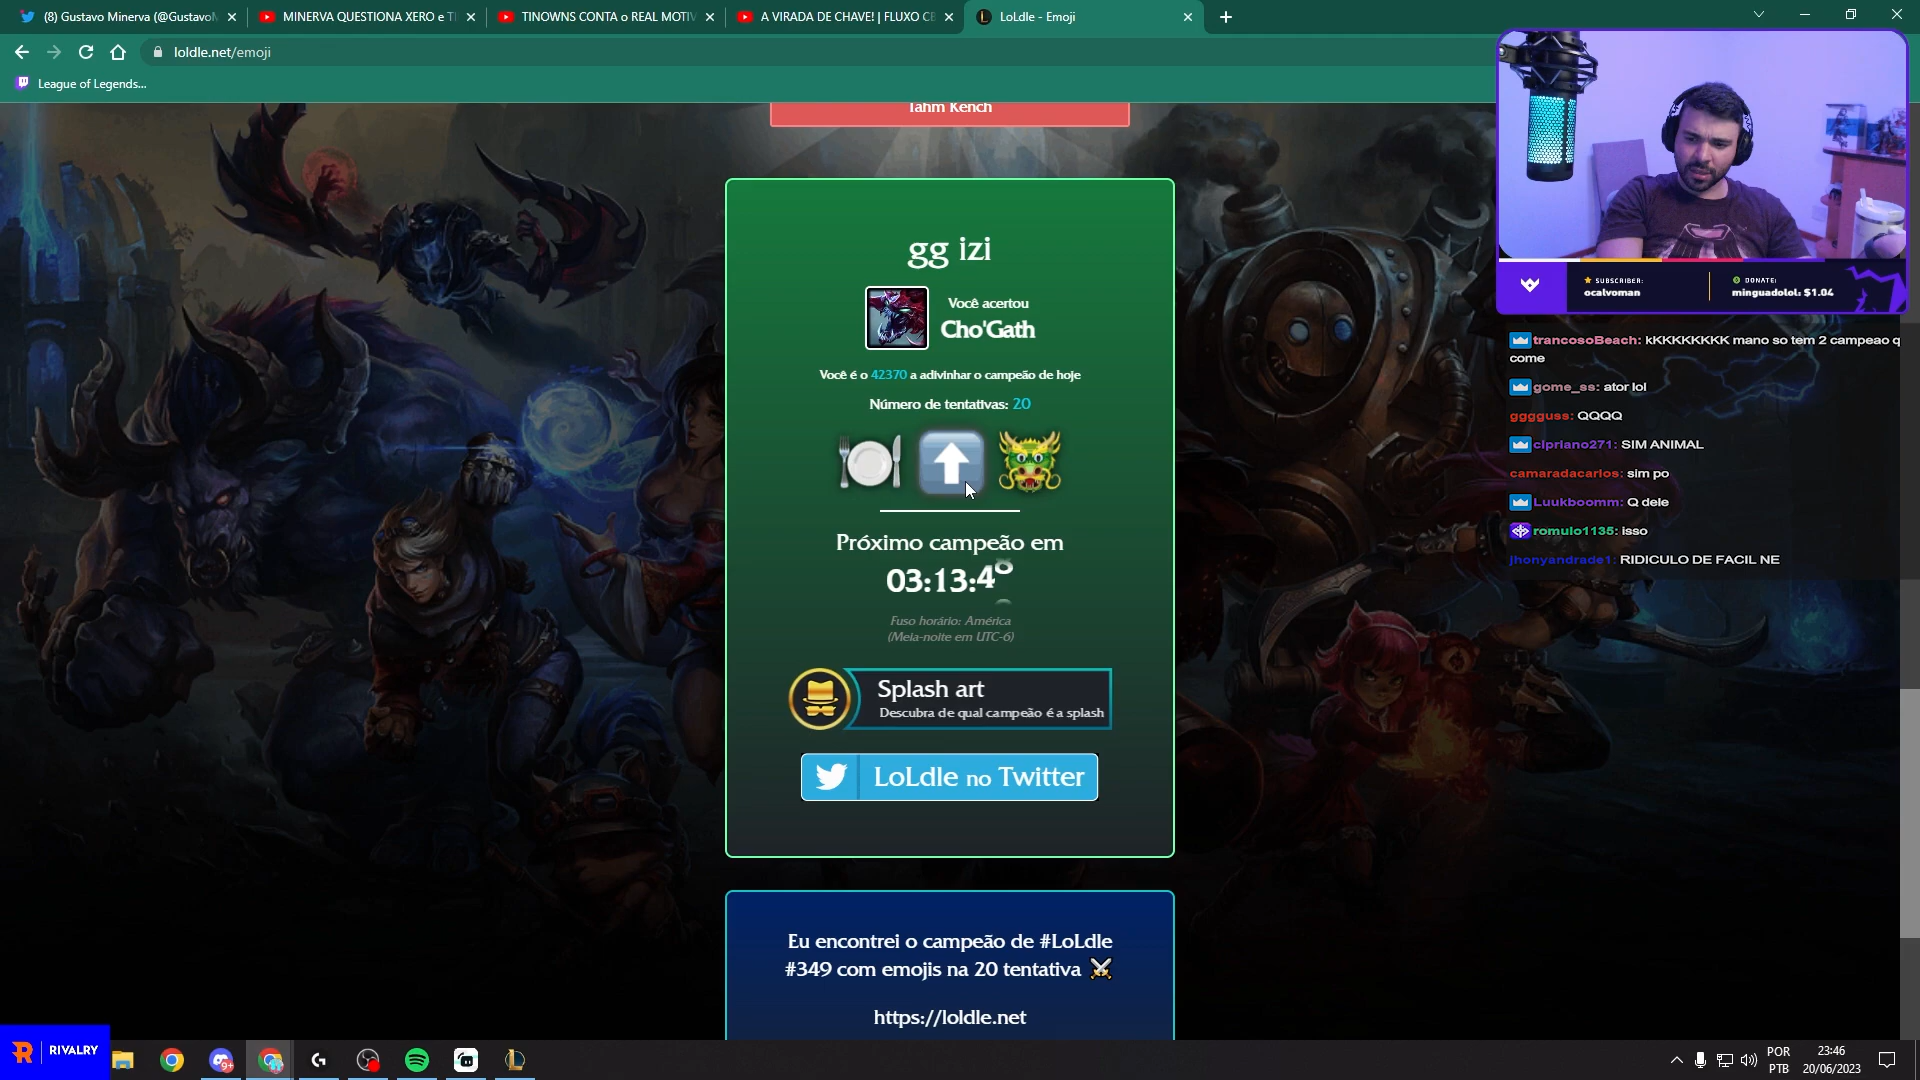 (8) Gustavo Minerva (@GustavoM
MINERVA QUESTIONA XERO e TI
TINOWNS CONTA o REAL MOTIV
A VIRADA DE CHAVE! | FLUXO CB
LoLdle - Emoji
loldle.net/emoji
League of Legends...
Tahm Kench
gg izi
Você acertou
Cho'Gath
Você é o 42370 a adivinhar o campeão de hoje
Número de tentativas: 20
Próximo campeão em
03:13:48
Fuso horário: América
(Meia-noite em UTC-6)
Splash art
Descubra de qual campeão é a splash
LoLdle no Twitter
Eu encontrei o campeão de #LoLdle
#349 com emojis na 20 tentativa ⚔️
https://loldle.net
SUBSCRIBER:
ocalvoman
DONATE:
minguadolol: $1.04
trancosoBeach: kKKKKKKKK mano so tem 2 campeao q
come
gome_ss: ator lol
gggguss: QQQQ
cipriano271: SIM ANIMAL
camaradacarlos: sim po
Luukboomm: Q dele
romulo1135: isso
jhonyandrade1: RIDICULO DE FACIL NE
R RIVALRY
9+
POR
PTB
23:46
20/06/2023